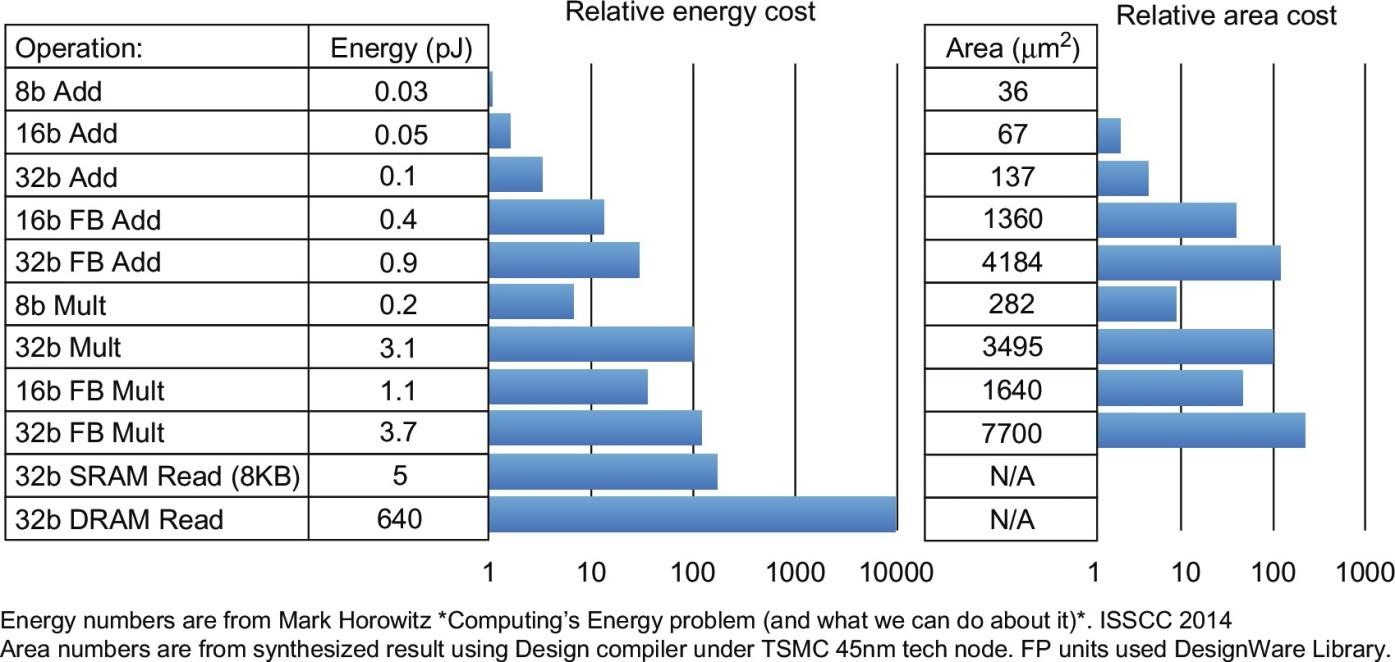 Relative energy cost
Relative area cost
Operation: Energy (pJ) Area (μm²)
8b Add 0.03 36
16b Add 0.05 67
32b Add 0.1 137
16b FB Add 0.4 1360
32b FB Add 0.9 4184
8b Mult 0.2 282
32b Mult 3.1 3495
16b FB Mult 1.1 1640
32b FB Mult 3.7 7700
32b SRAM Read (8KB) 5 N/A
32b DRAM Read 640 N/A
1 10 100 1000 10000 1 10 100 1000
Energy numbers are from Mark Horowitz *Computing's Energy problem (and what we can do about it)*. ISSCC 2014
Area numbers are from synthesized result using Design compiler under TSMC 45nm tech node. FP units used DesignWare Library.